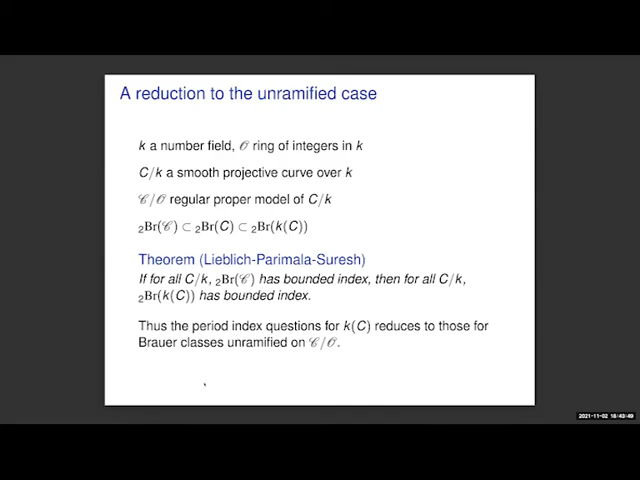 A reduction to the unramified case
k a number field, 𝒪 ring of integers in k
C/k a smooth projective curve over k
𝒞/𝒪 regular proper model of C/k
₂Br(𝒞) ⊂ ₂Br(C) ⊂ ₂Br(k(C))
Theorem (Lieblich-Parimala-Suresh)
If for all C/k, ₂Br(𝒞) has bounded index, then for all C/k,
₂Br(k(C)) has bounded index.
Thus the period index questions for k(C) reduces to those for
Brauer classes unramified on 𝒞/𝒪.
2021-11-02 18:43:49